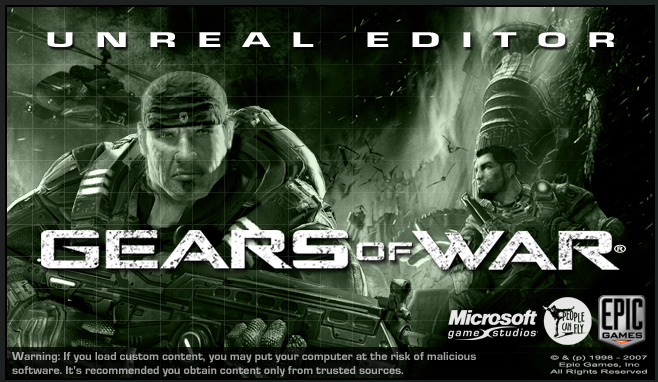 UNREAL EDITOR
GEARS OF WAR®
Microsoft
game studios
PEOPLE
CAN FLY
EPIC
GAMES
Warning: If you load custom content, you may put your computer at the risk of malicious
software. It's recommended you obtain content only from trusted sources.
© & (p) 1998 - 2007
Epic Games, Inc
All Rights Reserved